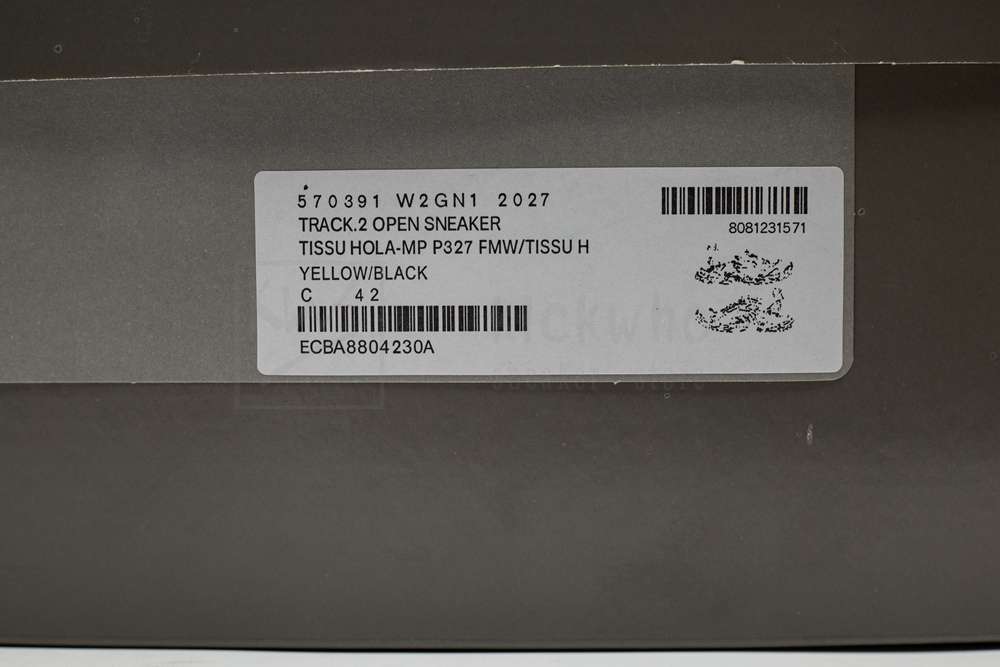 570391 W2GN1 2027
TRACK.2 OPEN SNEAKER
TISSU HOLA-MP P327 FMW/TISSU H
YELLOW/BLACK
C 42
ECBA8804230A
8081231571